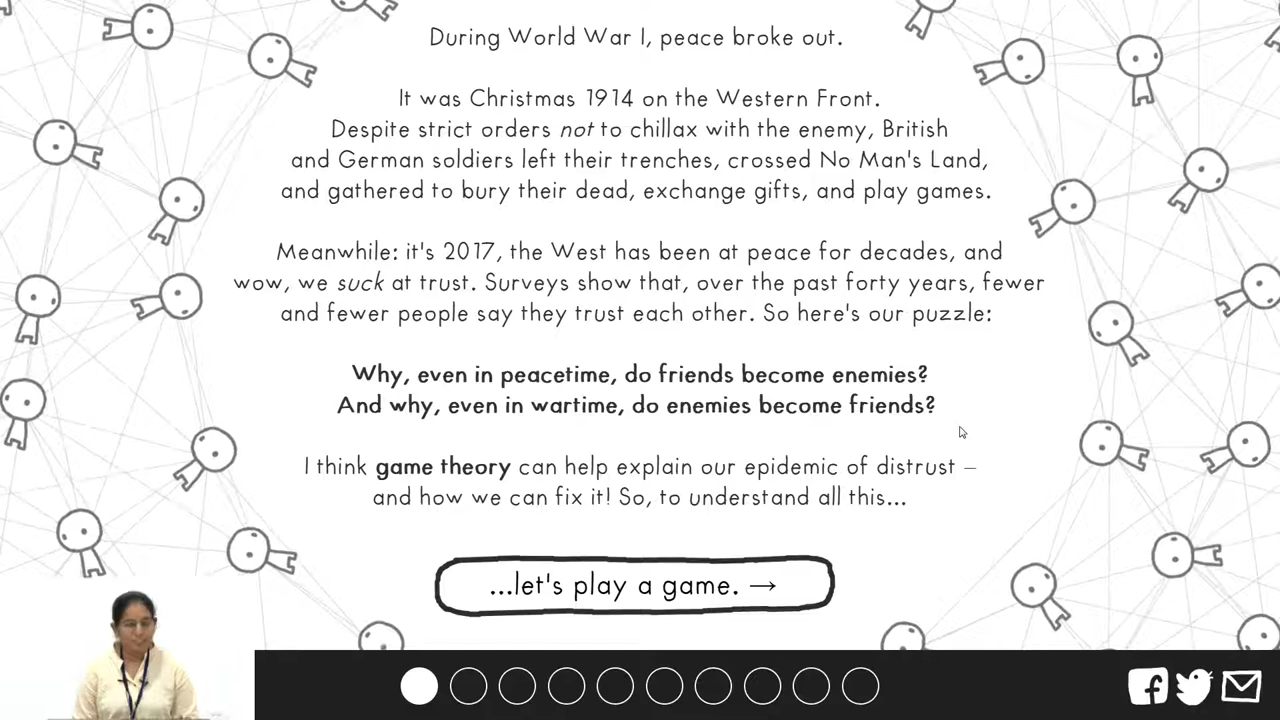 During World War I, peace broke out.
It was Christmas 1914 on the Western Front.
Despite strict orders not to chillax with the enemy, British
and German soldiers left their trenches, crossed No Man's Land,
and gathered to bury their dead, exchange gifts, and play games.
Meanwhile: it's 2017, the West has been at peace for decades, and
wow, we suck at trust. Surveys show that, over the past forty years, fewer
and fewer people say they trust each other. So here's our puzzle:
Why, even in peacetime, do friends become enemies?
And why, even in wartime, do enemies become friends?
I think game theory can help explain our epidemic of distrust –
and how we can fix it! So, to understand all this...
...let's play a game. →